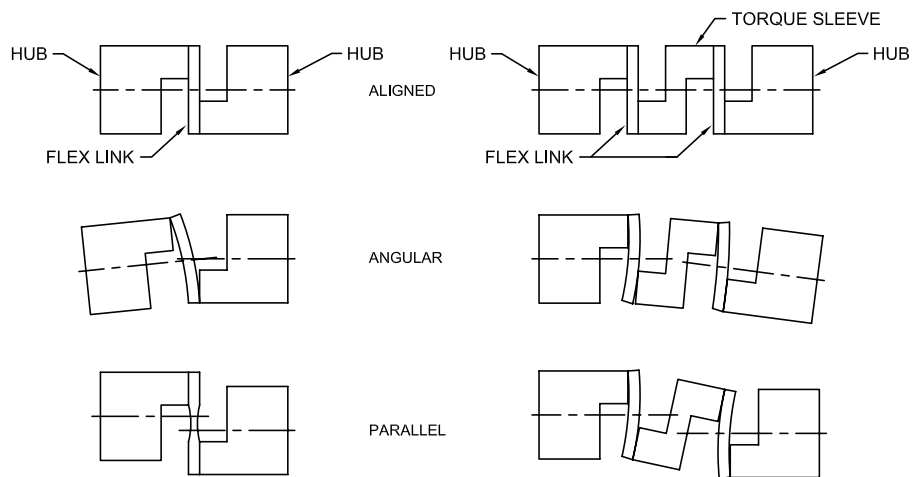 TORQUE SLEEVE
HUB
HUB
HUB
HUB
ALIGNED
FLEX LINK
FLEX LINK
ANGULAR
PARALLEL